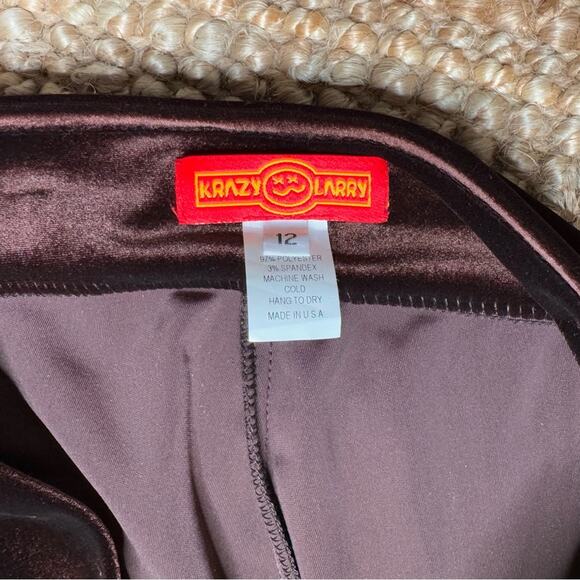 KRAZY LARRY
12
97% POLYESTER
3% SPANDEX
MACHINE WASH
COLD
HANG TO DRY
MADE IN U.S.A.